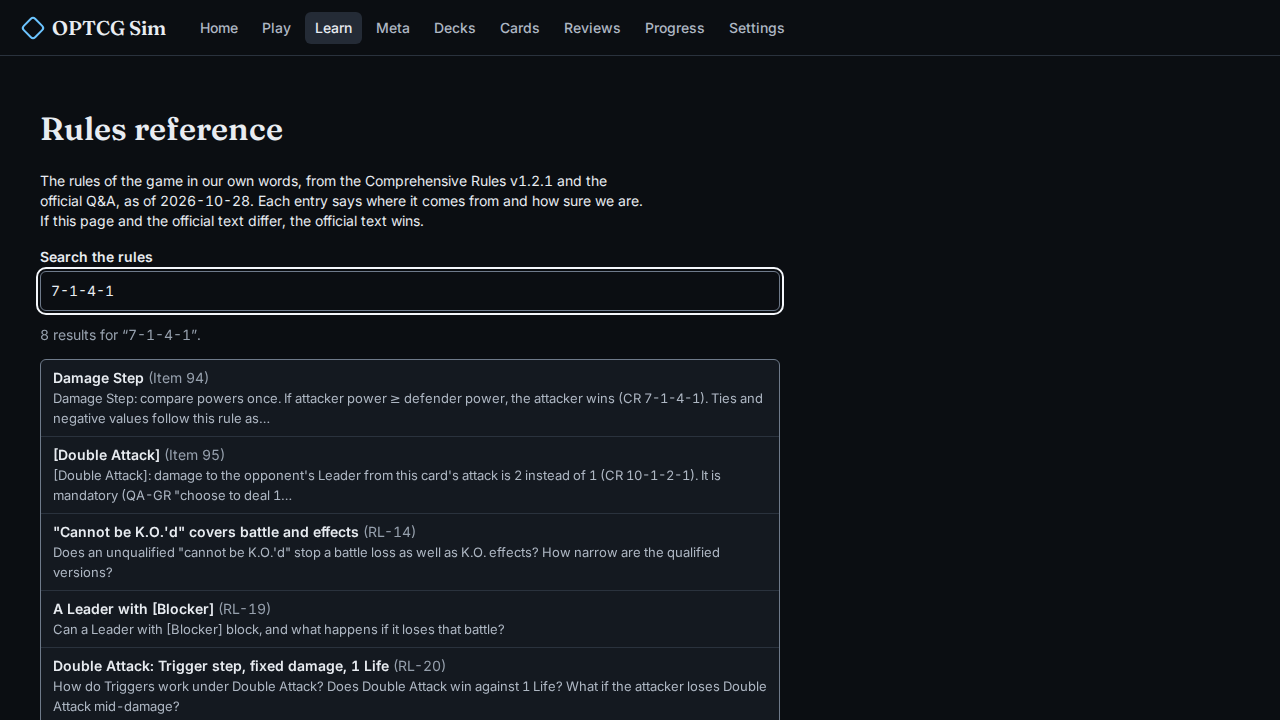 OPTCG Sim
Home
Play
Learn
Meta
Decks
Cards
Reviews
Progress
Settings
Rules reference
The rules of the game in our own words, from the Comprehensive Rules v1.2.1 and the
official Q&A, as of 2026-10-28. Each entry says where it comes from and how sure we are.
If this page and the official text differ, the official text wins.
Search the rules
7-1-4-1
8 results for “7-1-4-1”.
Damage Step (Item 94)
Damage Step: compare powers once. If attacker power ≥ defender power, the attacker wins (CR 7-1-4-1). Ties and
negative values follow this rule as…
[Double Attack] (Item 95)
[Double Attack]: damage to the opponent's Leader from this card's attack is 2 instead of 1 (CR 10-1-2-1). It is
mandatory (QA-GR "choose to deal 1…
"Cannot be K.O.'d" covers battle and effects (RL-14)
Does an unqualified "cannot be K.O.'d" stop a battle loss as well as K.O. effects? How narrow are the qualified
versions?
A Leader with [Blocker] (RL-19)
Can a Leader with [Blocker] block, and what happens if it loses that battle?
Double Attack: Trigger step, fixed damage, 1 Life (RL-20)
How do Triggers work under Double Attack? Does Double Attack win against 1 Life? What if the attacker loses Double
Attack mid-damage?